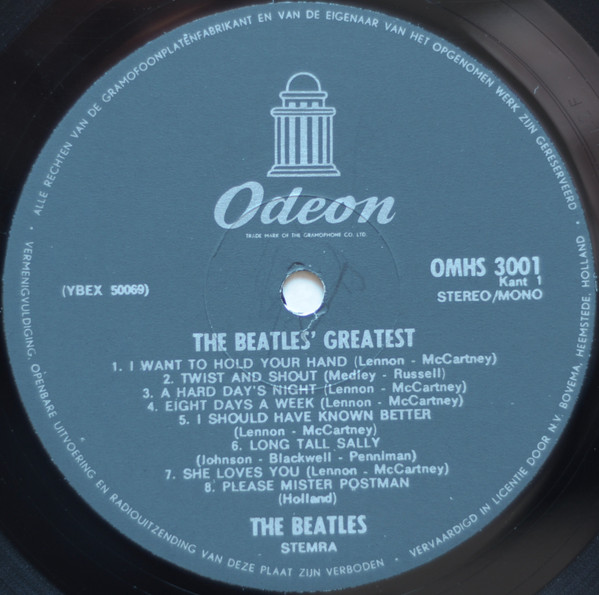 • ALLE RECHTEN VAN DE GRAMOFOONPLATENFABRIKANT EN VAN DE EIGENAAR VAN HET OPGENOMEN WERK ZIJN GERESERVEERD •
Odeon
TRADE MARK OF THE GRAMOPHONE CO. LTD.
(YBEX 50069)
OMHS 3001
Kant 1
STEREO/MONO
THE BEATLES' GREATEST
1. I WANT TO HOLD YOUR HAND (Lennon - McCartney)
2. TWIST AND SHOUT (Medley - Russell)
3. A HARD DAY'S NIGHT (Lennon - McCartney)
4. EIGHT DAYS A WEEK (Lennon - McCartney)
5. I SHOULD HAVE KNOWN BETTER
(Lennon - McCartney)
6. LONG TALL SALLY
(Johnson - Blackwell - Penniman)
7. SHE LOVES YOU (Lennon - McCartney)
8. PLEASE MISTER POSTMAN
(Holland)
THE BEATLES
STEMRA
VERMENIGVULDIGING, OPENBARE UITVOERING EN RADIOUITZENDING VAN DEZE PLAAT ZIJN VERBODEN •
VERVAARDIGD IN LICENTIE DOOR N.V. BOVEMA, HEEMSTEDE, HOLLAND